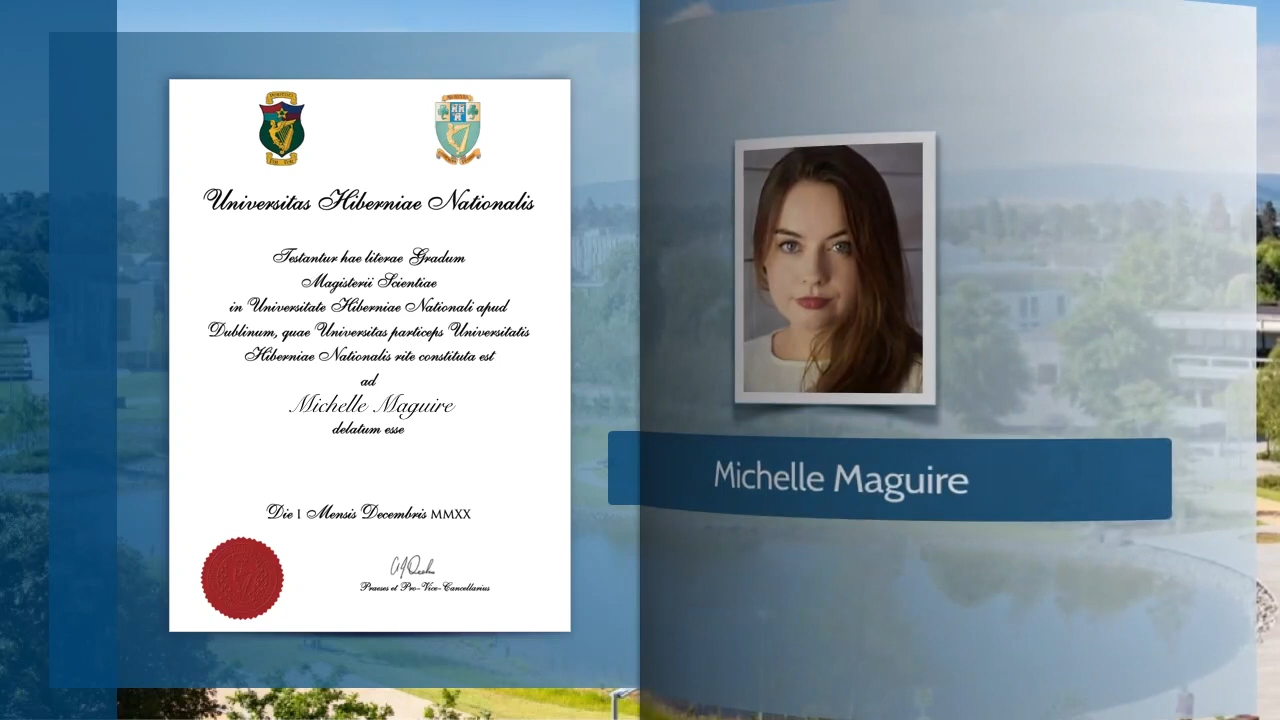 Universitas Hiberniae Nationalis
Testantur hae literae Gradum
Magisterii Scientiae
in Universitate Hiberniae Nationali apud
Dublinum, quae Universitas particeps Universitatis
Hiberniae Nationalis rite constituta est
ad
Michelle Maguire
delatum esse
Die I Mensis Decembris MMXX
Praeses et Pro-Vice-Cancellarius
Michelle Maguire